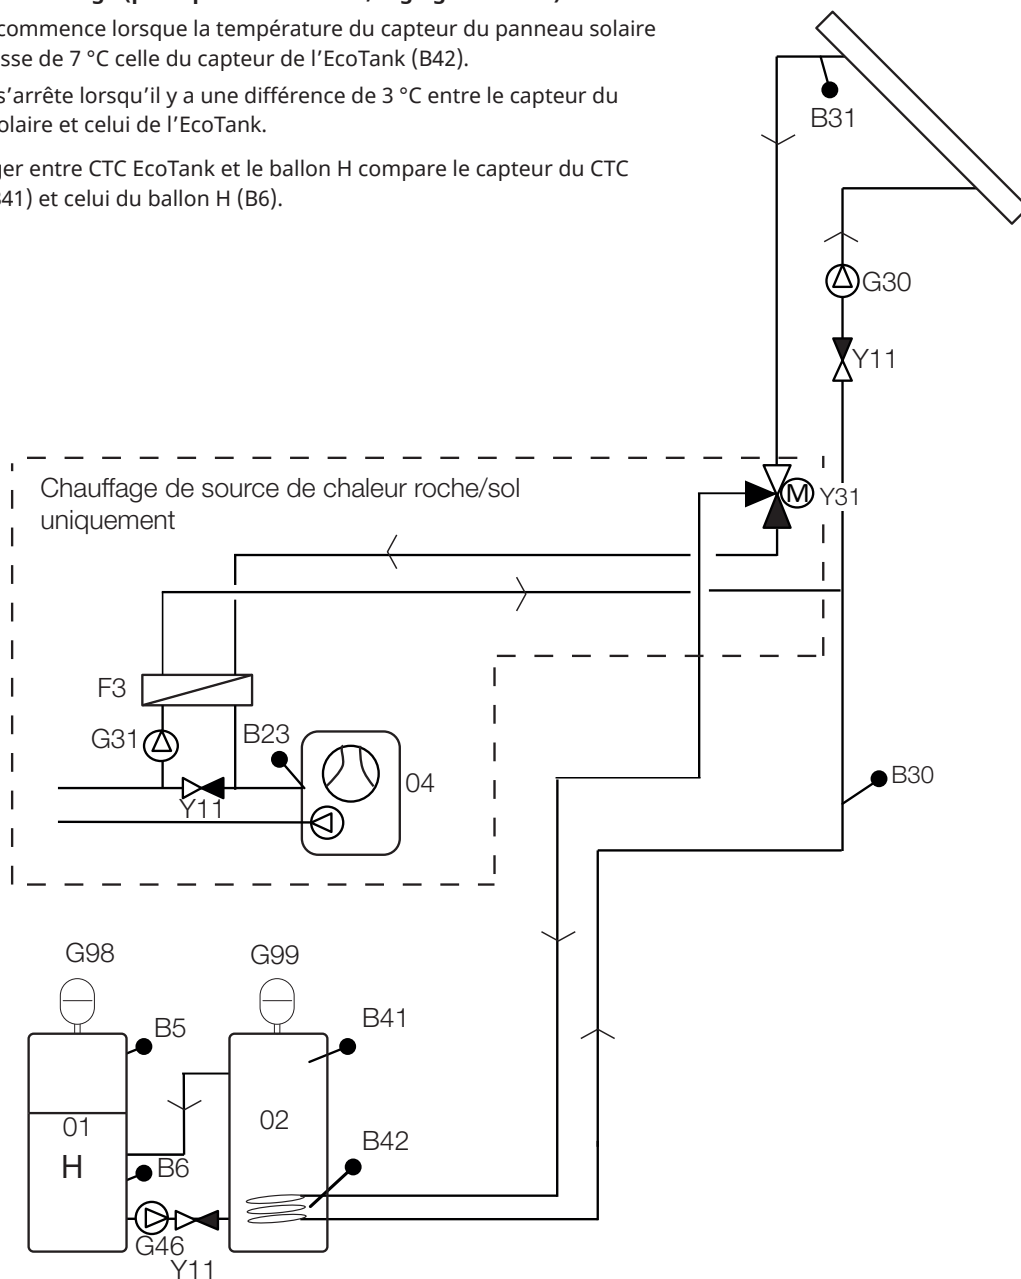 commence lorsque la température du capteur du panneau solaire
sse de 7 °C celle du capteur de l’EcoTank (B42).
s’arrête lorsqu’il y a une différence de 3 °C entre le capteur du
olaire et celui de l’EcoTank.
ger entre CTC EcoTank et le ballon H compare le capteur du CTC
B41) et celui du ballon H (B6).
B31
G30
Y11
Chauffage de source de chaleur roche/sol
uniquement
M
Y31
F3
G31
B23
04
Y11
B30
G98
G99
B5
B41
01
02
H
B42
B6
G46
Y11